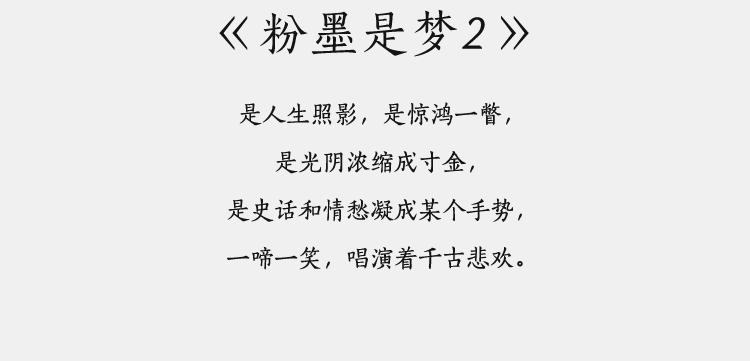 《粉墨是梦2》
是人生照影，是惊鸿一瞥，
是光阴浓缩成寸金，
是史话和情愁凝成某个手势，
一啼一笑，唱演着千古悲欢。